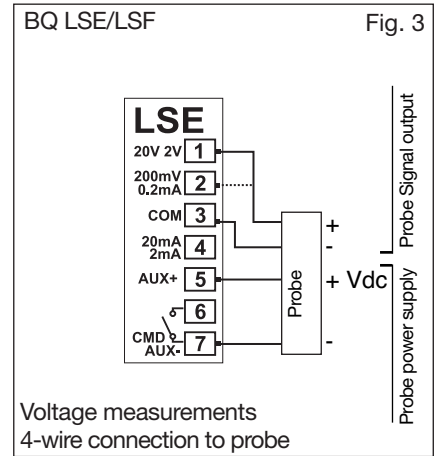 BQ LSE/LSF
Fig. 3
LSE
20V 2V 1
200mV
0.2mA 2
COM 3
20mA
2mA 4
AUX+ 5
6
CMD
AUX- 7
Probe
+
-
+ Vdc
-
Probe Signal output
Probe power supply
Voltage measurements
4-wire connection to probe